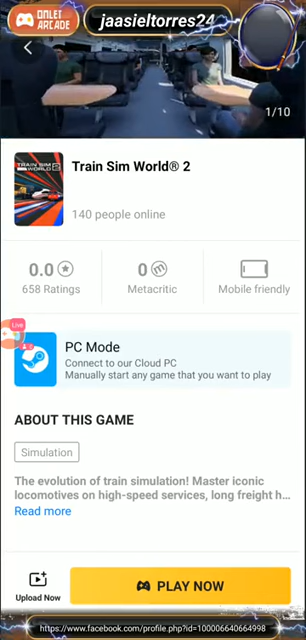 OMLET
ARCADE
jaasieltorres24
1/10
TRAIN SIM WORLD 2
Train Sim World® 2
140 people online
0.0
658 Ratings
0
Metacritic
Mobile friendly
Live
PC Mode
Connect to our Cloud PC
Manually start any game that you want to play
ABOUT THIS GAME
Simulation
The evolution of train simulation! Master iconic
locomotives on high-speed services, long freight h...
Read more
Upload Now
PLAY NOW
https://www.facebook.com/profile.php?id=100006640664998